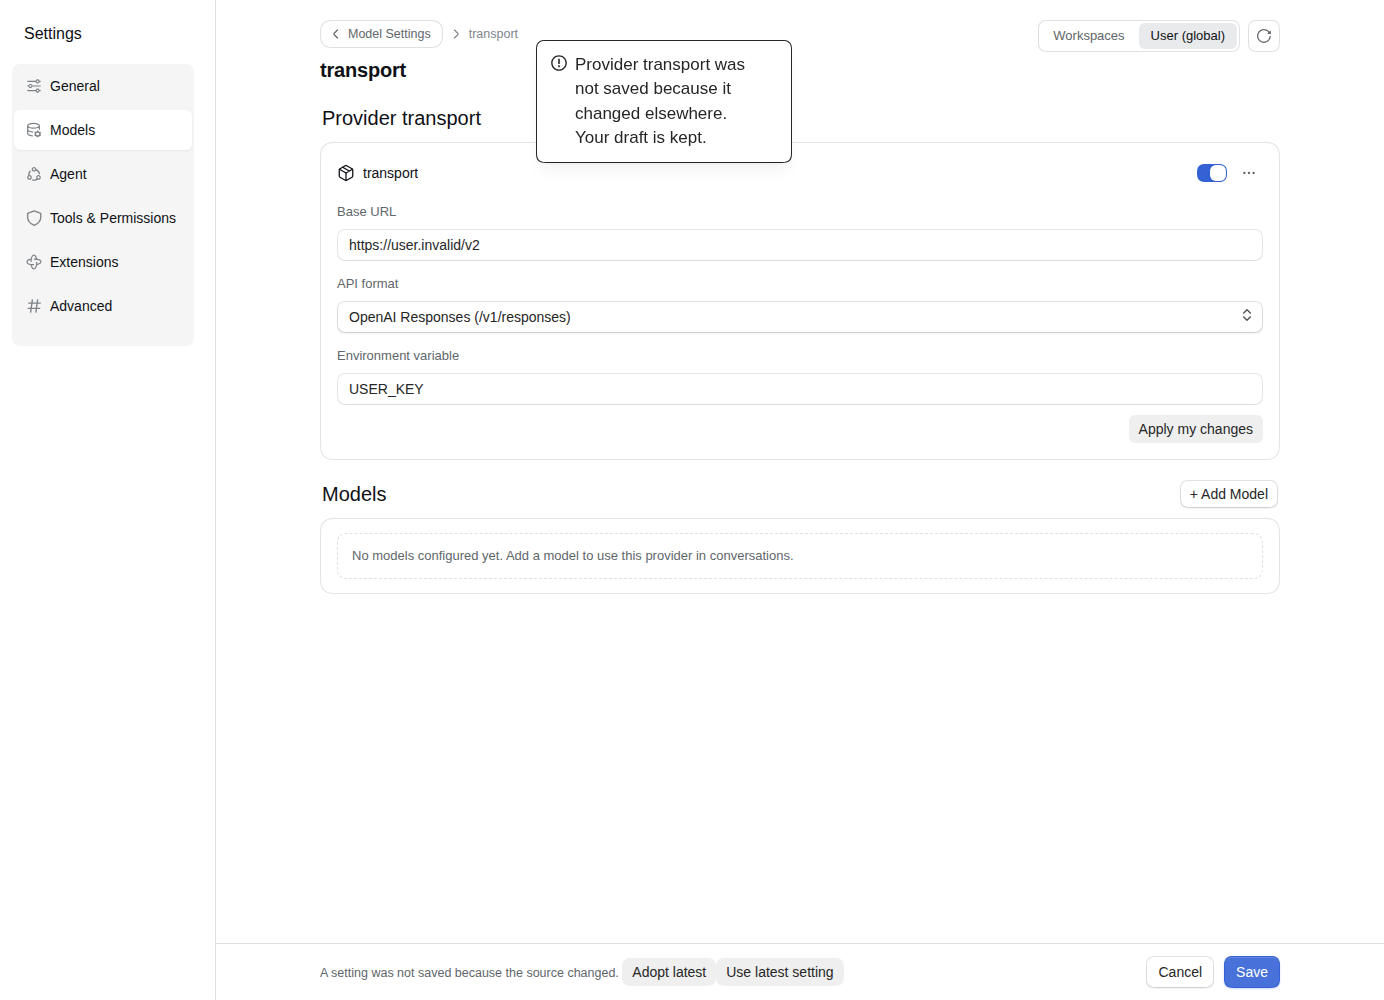 Settings
General
Models
Agent
Tools & Permissions
Extensions
Advanced
Model Settings
transport
Workspaces
User (global)
transport
Provider transport was
not saved because it
changed elsewhere.
Your draft is kept.
Provider transport
transport
Base URL
https://user.invalid/v2
API format
OpenAI Responses (/v1/responses)
Environment variable
USER_KEY
Apply my changes
Models
+ Add Model
No models configured yet. Add a model to use this provider in conversations.
A setting was not saved because the source changed.
Adopt latest
Use latest setting
Cancel
Save